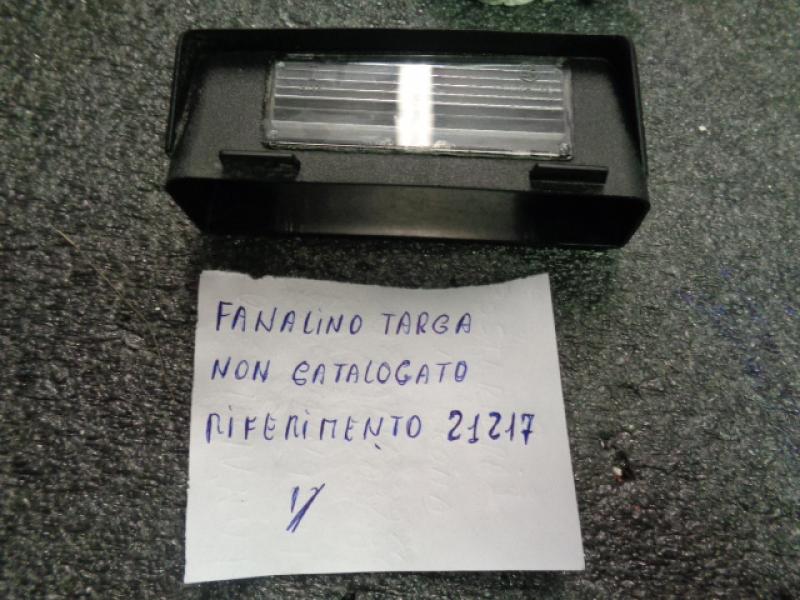 FANALINO TARGA
NON CATALOGATO
RIFERIMENTO 21217